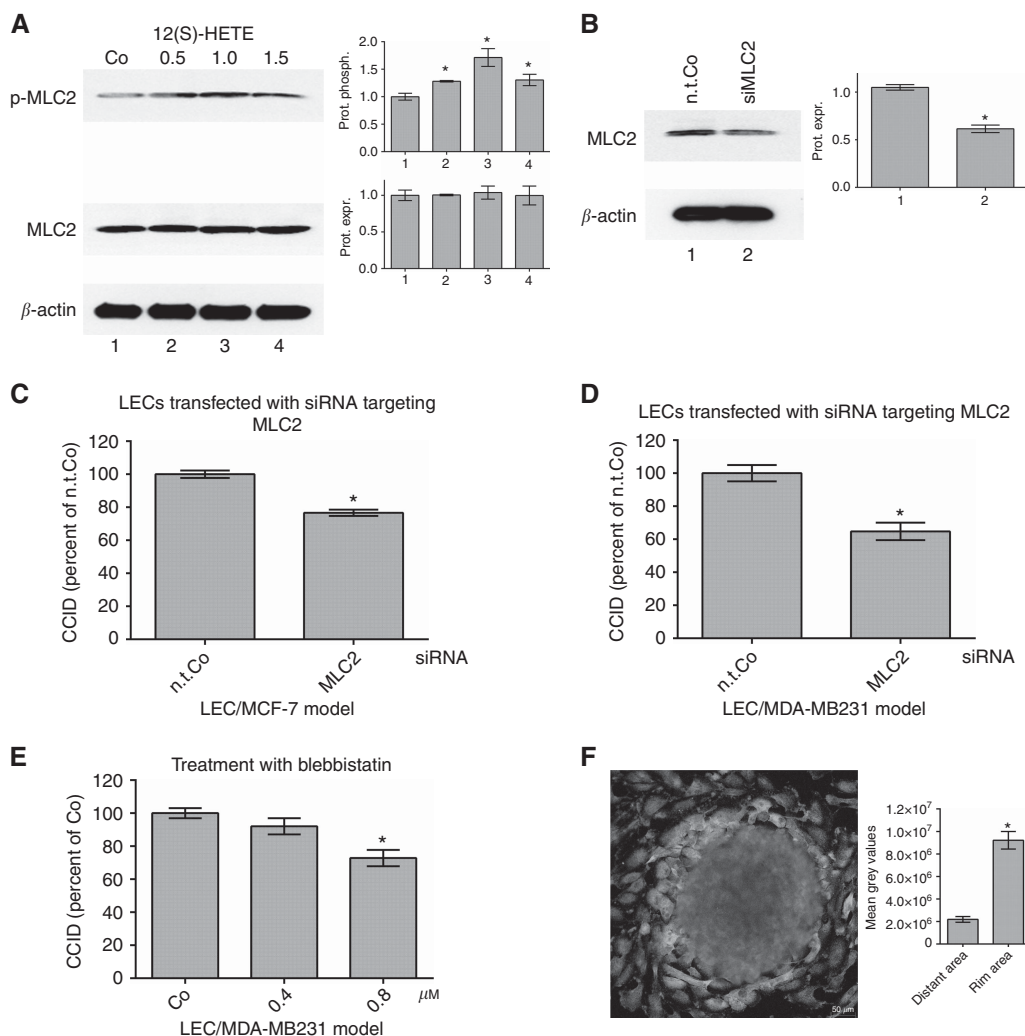 A
12(S)-HETE
Co 0.5 1.0 1.5
p-MLC2
MLC2
β-actin
1 2 3 4
Prot. phosph.
2.0
1.5
1.0
0.5
0.0
1 2 3 4
* * *
Prot. expr.
1.0
0.5
0.0
1 2 3 4
B
n.t.Co siMLC2
MLC2
β-actin
1 2
Prot. expr.
1.0
0.5
0.0
*
1 2
C
LECs transfected with siRNA targeting
MLC2
CCID (percent of n.t.Co)
120
100
80
60
40
20
0
*
n.t.Co MLC2 siRNA
LEC/MCF-7 model
D
LECs transfected with siRNA targeting MLC2
CCID (percent of n.t.Co)
120
100
80
60
40
20
0
*
n.t.Co MLC2 siRNA
LEC/MDA-MB231 model
E
Treatment with blebbistatin
CCID (percent of Co)
120
100
80
60
40
20
0
*
Co 0.4 0.8 μM
LEC/MDA-MB231 model
F
50 μm
Mean grey values
1.2×10⁷
1.0×10⁷
8.0×10⁶
6.0×10⁶
4.0×10⁶
2.0×10⁶
0
*
Distant area Rim area